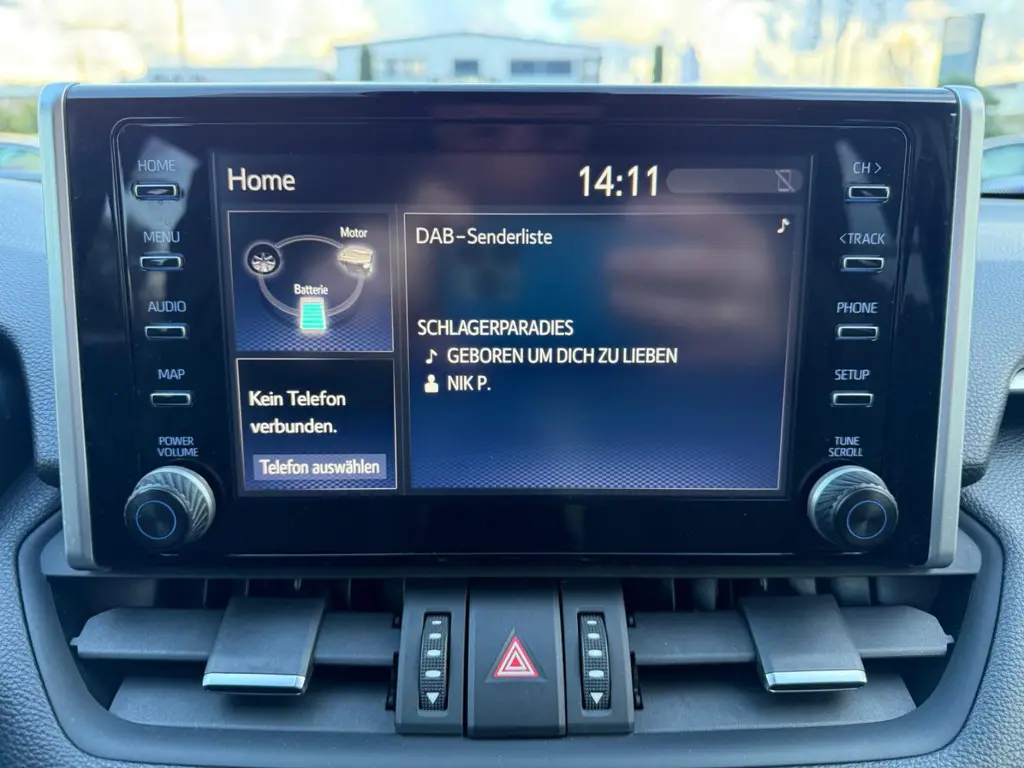 HOME
MENU
AUDIO
MAP
POWER
VOLUME
Home
14:11
Motor
Batterie
Kein Telefon
verbunden.
Telefon auswählen
DAB-Senderliste
SCHLAGERPARADIES
GEBOREN UM DICH ZU LIEBEN
NIK P.
CH >
< TRACK
PHONE
SETUP
TUNE
SCROLL